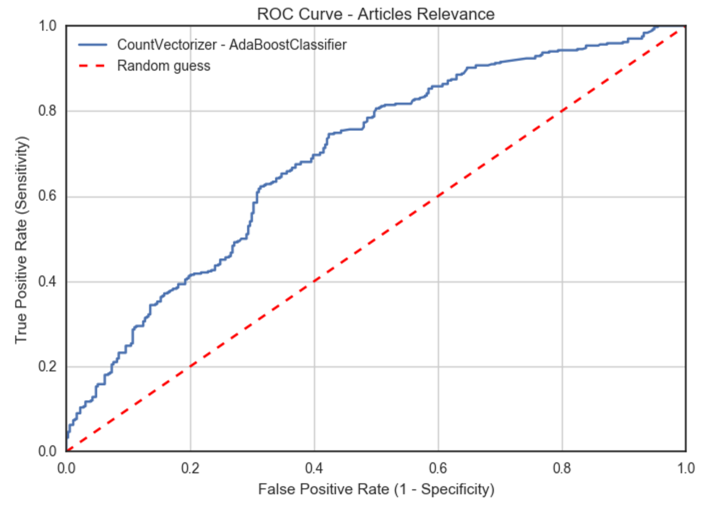 ROC Curve - Articles Relevance
CountVectorizer - AdaBoostClassifier
Random guess
True Positive Rate (Sensitivity)
1.0
0.8
0.6
0.4
0.2
0.0
0.0 0.2 0.4 0.6 0.8 1.0
False Positive Rate (1 - Specificity)